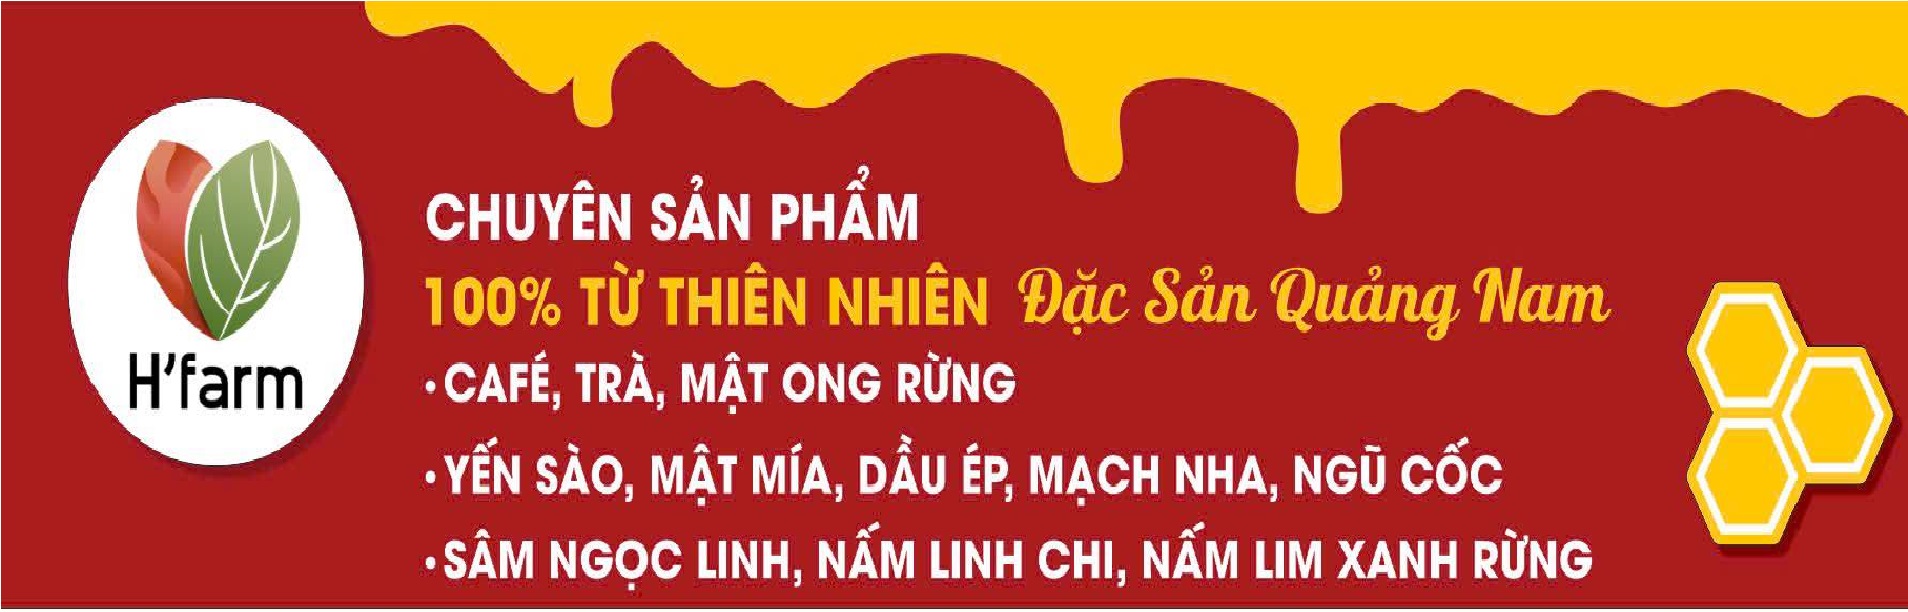 H'farm
CHUYÊN SẢN PHẨM
100% TỪ THIÊN NHIÊN Đặc Sản Quảng Nam
• CAFÉ, TRÀ, MẬT ONG RỪNG
• YẾN SÀO, MẬT MÍA, DẦU ÉP, MẠCH NHA, NGŨ CỐC
• SÂM NGỌC LINH, NẤM LINH CHI, NẤM LIM XANH RỪNG